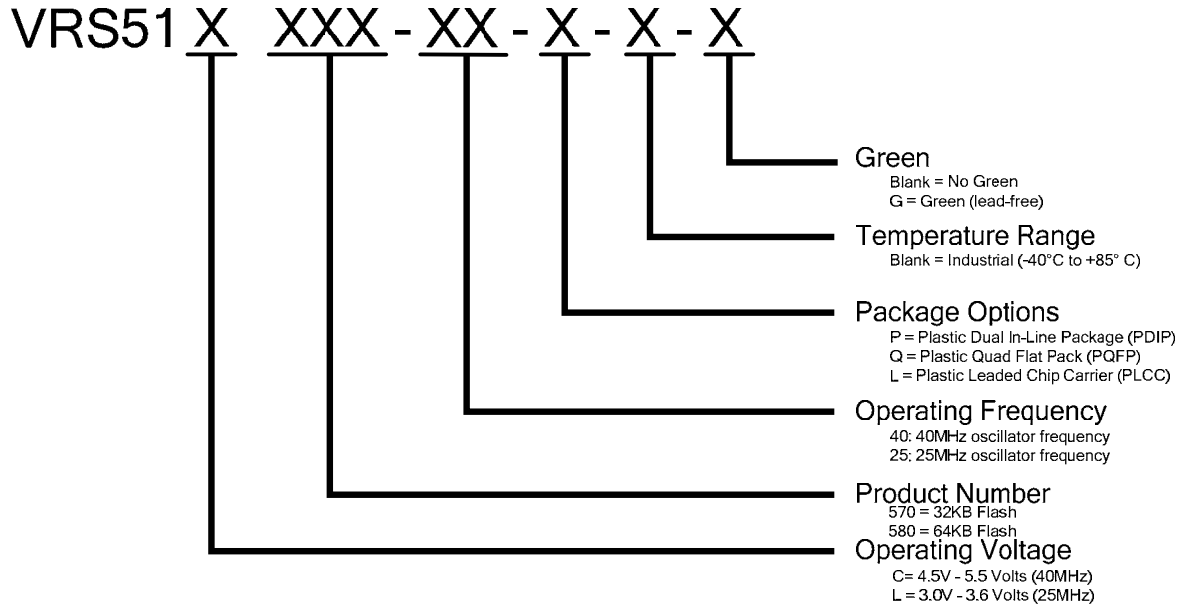 VRS51 X XXX - XX - X - X - X
Green
Blank = No Green
G = Green (lead-free)
Temperature Range
Blank = Industrial (-40°C to +85° C)
Package Options
P = Plastic Dual In-Line Package (PDIP)
Q = Plastic Quad Flat Pack (PQFP)
L = Plastic Leaded Chip Carrier (PLCC)
Operating Frequency
40: 40MHz oscillator frequency
25: 25MHz oscillator frequency
Product Number
570 = 32KB Flash
580 = 64KB Flash
Operating Voltage
C= 4.5V - 5.5 Volts (40MHz)
L = 3.0V - 3.6 Volts (25MHz)